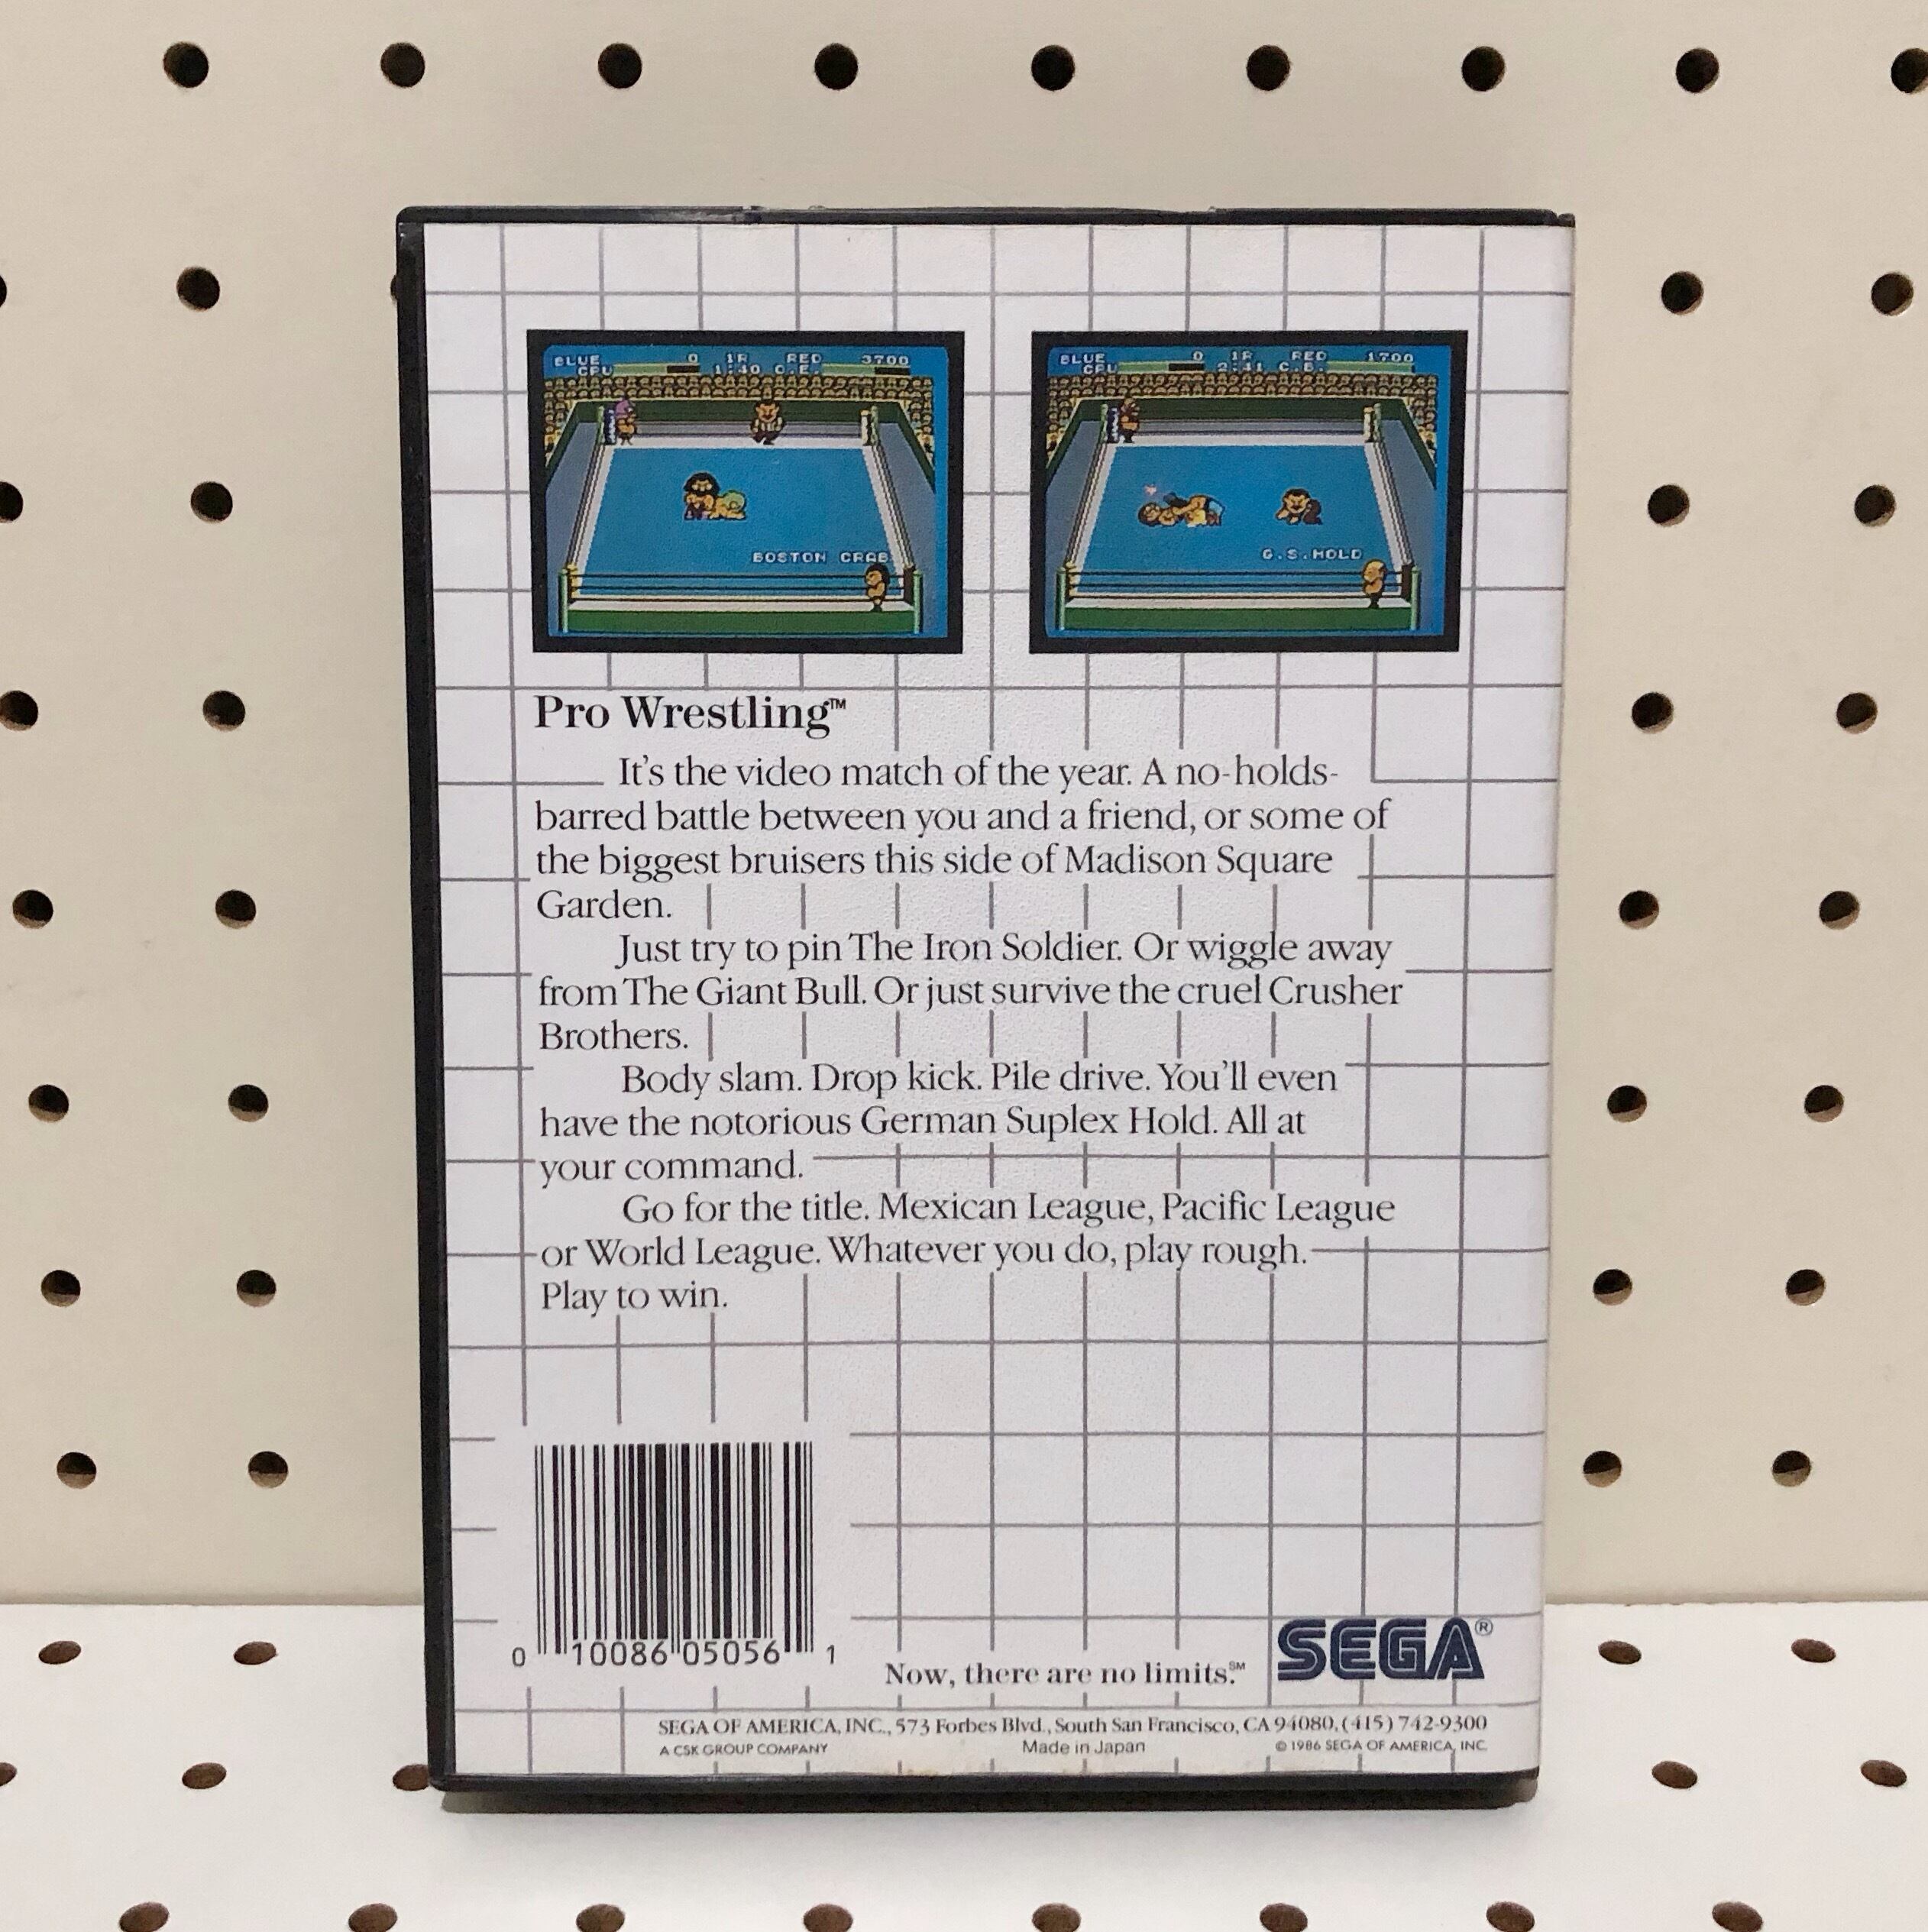 BLUE 0 1R RED 3700
CPU 1:40 C.E.
BOSTON CRAB
BLUE 0 1R RED 1700
CPU 2:41 C.E.
G.S.HOLD
Pro Wrestling™
It's the video match of the year. A no-holds-
barred battle between you and a friend, or some of
the biggest bruisers this side of Madison Square
Garden.
Just try to pin The Iron Soldier. Or wiggle away
from The Giant Bull. Or just survive the cruel Crusher
Brothers.
Body slam. Drop kick. Pile drive. You'll even
have the notorious German Suplex Hold. All at
your command.
Go for the title. Mexican League, Pacific League
or World League. Whatever you do, play rough.
Play to win.
0 10086 05056 1
Now, there are no limits.℠
SEGA®
SEGA OF AMERICA, INC., 573 Forbes Blvd., South San Francisco, CA 94080, (415) 742-9300
A CSK GROUP COMPANY Made in Japan © 1986 SEGA OF AMERICA, INC.